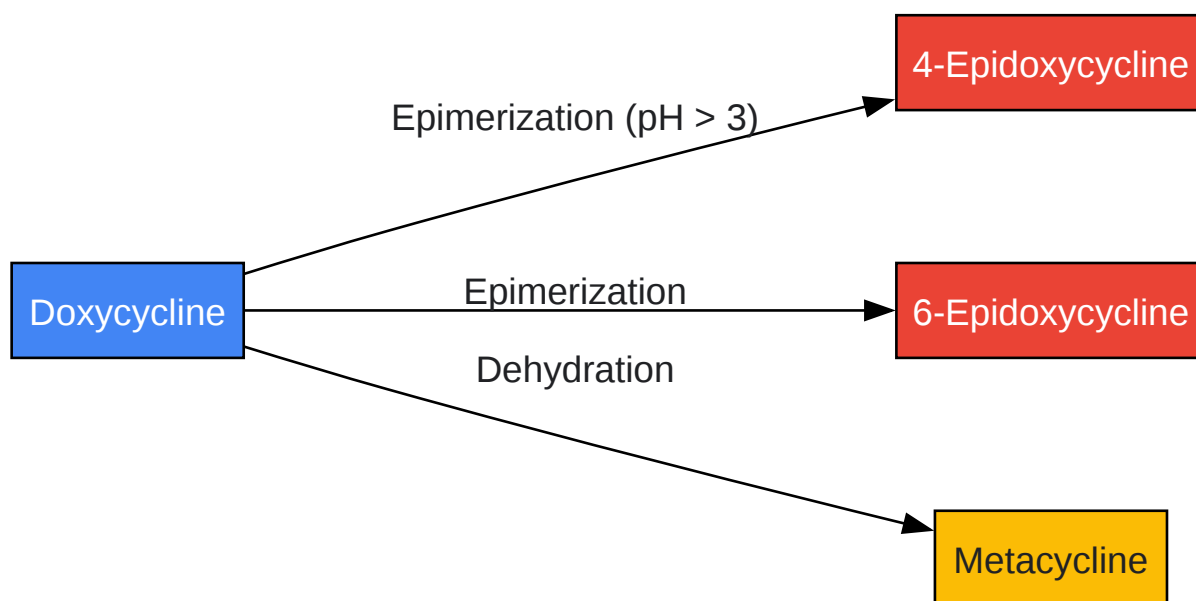 4-Epidoxycycline
Epimerization (pH > 3)
Epimerization
Doxycycline
6-Epidoxycycline
Dehydration
Metacycline